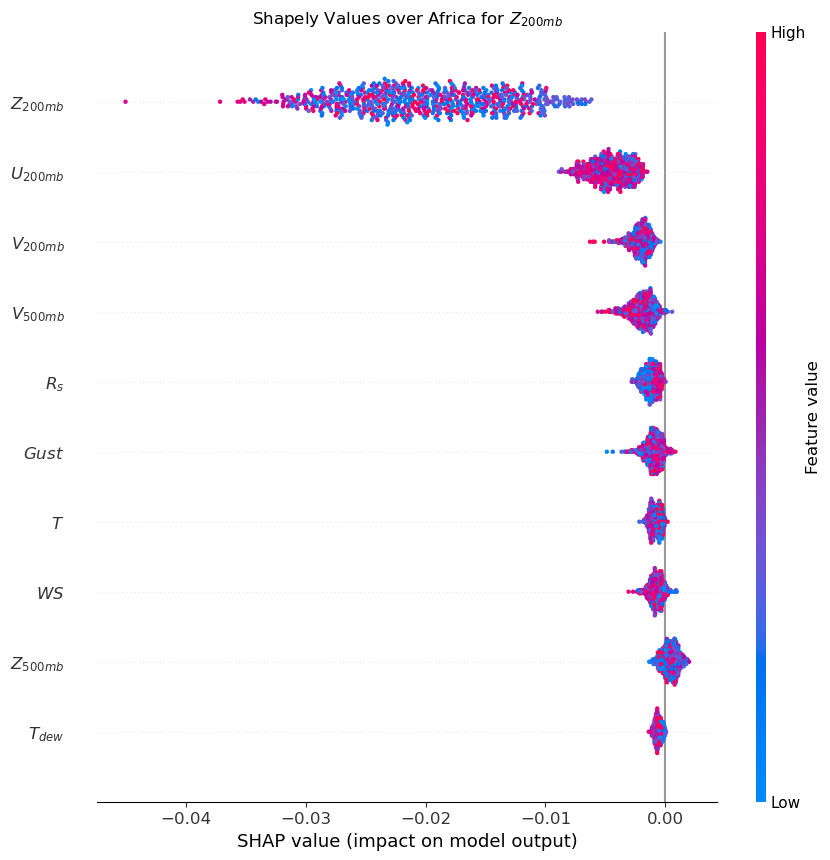 Shapely Values over Africa for Z200mb
High
Z200mb
U200mb
V200mb
V500mb
Rs
Gust
T
WS
Z500mb
Tdew
Feature value
Low
−0.04 −0.03 −0.02 −0.01 0.00
SHAP value (impact on model output)